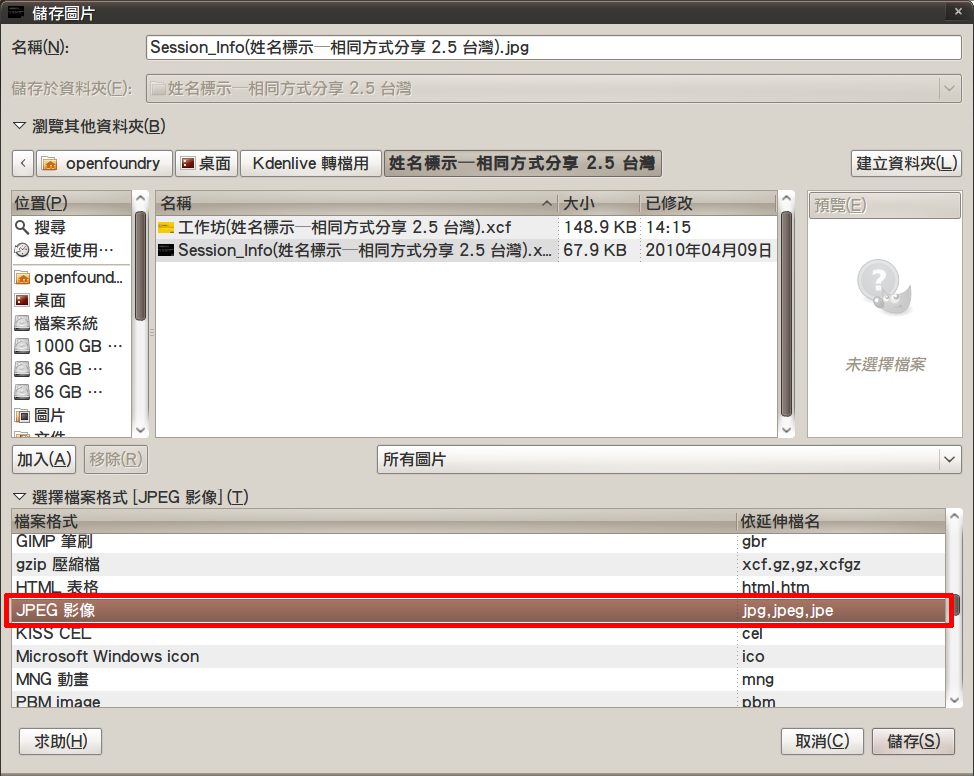 儲存圖片
名稱(N):
Session_Info(姓名標示─相同方式分享 2.5 台灣).jpg
儲存於資料夾(F):
姓名標示─相同方式分享 2.5 台灣
瀏覽其他資料夾(B)
openfoundry
桌面
Kdenlive 轉檔用
姓名標示─相同方式分享 2.5 台灣
建立資料夾(L)
位置(P)
搜尋
最近使用…
openfound…
桌面
檔案系統
1000 GB …
86 GB …
86 GB …
圖片
文件
名稱 大小 已修改
工作坊(姓名標示─相同方式分享 2.5 台灣).xcf 148.9 KB 14:15
Session_Info(姓名標示─相同方式分享 2.5 台灣).x… 67.9 KB 2010年04月09日
預覽(E)
?
未選擇檔案
加入(A)
移除(R)
所有圖片
選擇檔案格式 [JPEG 影像] (T)
檔案格式 依延伸檔名
GIMP 筆刷 gbr
gzip 壓縮檔 xcf.gz,gz,xcfgz
HTML 表格 html,htm
JPEG 影像 jpg,jpeg,jpe
KISS CEL cel
Microsoft Windows icon ico
MNG 動畫 mng
PBM image pbm
求助(H)
取消(C)
儲存(S)